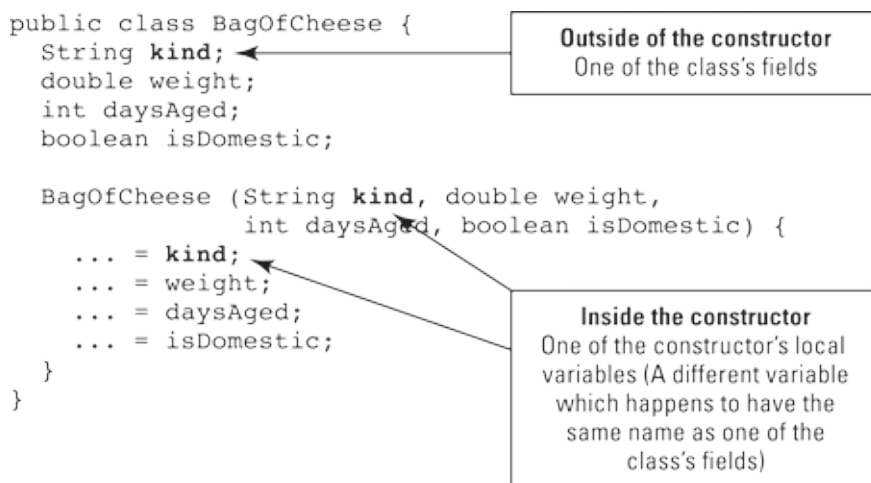 public class BagOfCheese {
String kind;
double weight;
int daysAged;
boolean isDomestic;
BagOfCheese (String kind, double weight,
int daysAged, boolean isDomestic) {
... = kind;
... = weight;
... = daysAged;
... = isDomestic;
}
}
Outside of the constructor
One of the class's fields
Inside the constructor
One of the constructor's local
variables (A different variable
which happens to have the
same name as one of the
class's fields)